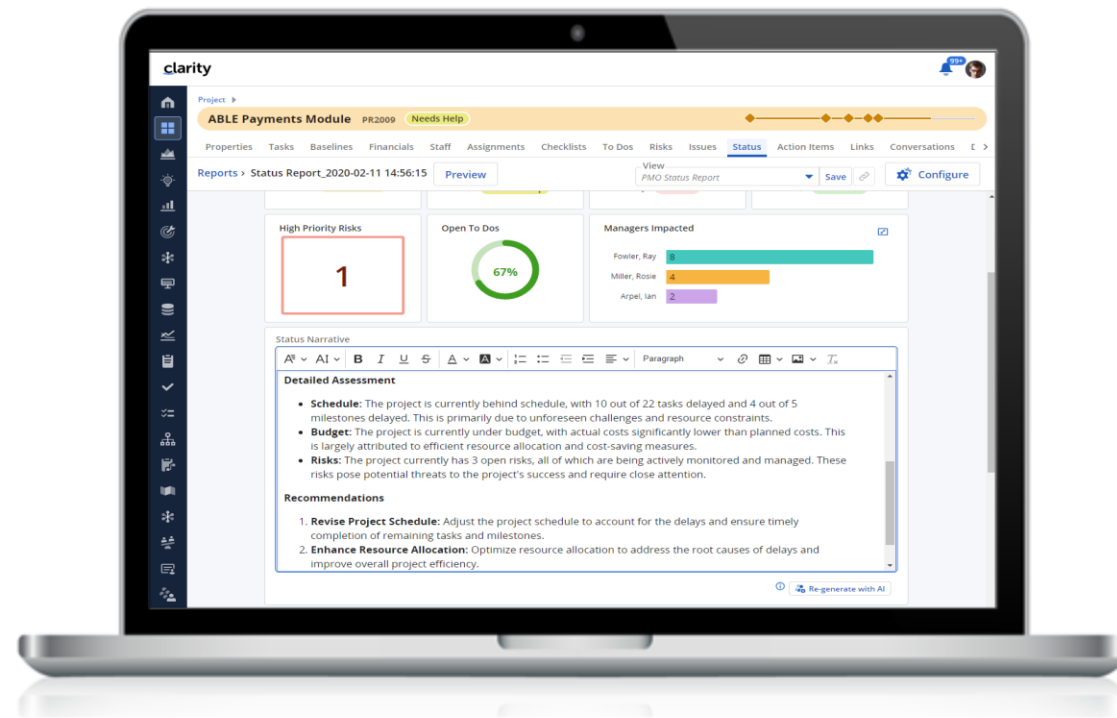 clarity
99+
Project
ABLE Payments Module PR2009 Needs Help
Properties Tasks Baselines Financials Staff Assignments Checklists To Dos Risks Issues Status Action Items Links Conversations
Reports › Status Report_2020-02-11 14:56:15 Preview
View
PMO Status Report
Save
Configure
High Priority Risks
1
Open To Dos
67%
Managers Impacted
Fowler, Ray 8
Miller, Rosie 4
Arpel, Ian 2
Status Narrative
AI B I U S A A Paragraph
Detailed Assessment
• Schedule: The project is currently behind schedule, with 10 out of 22 tasks delayed and 4 out of 5
milestones delayed. This is primarily due to unforeseen challenges and resource constraints.
• Budget: The project is currently under budget, with actual costs significantly lower than planned costs. This
is largely attributed to efficient resource allocation and cost-saving measures.
• Risks: The project currently has 3 open risks, all of which are being actively monitored and managed. These
risks pose potential threats to the project's success and require close attention.
Recommendations
1. Revise Project Schedule: Adjust the project schedule to account for the delays and ensure timely
completion of remaining tasks and milestones.
2. Enhance Resource Allocation: Optimize resource allocation to address the root causes of delays and
improve overall project efficiency.
Re-generate with AI